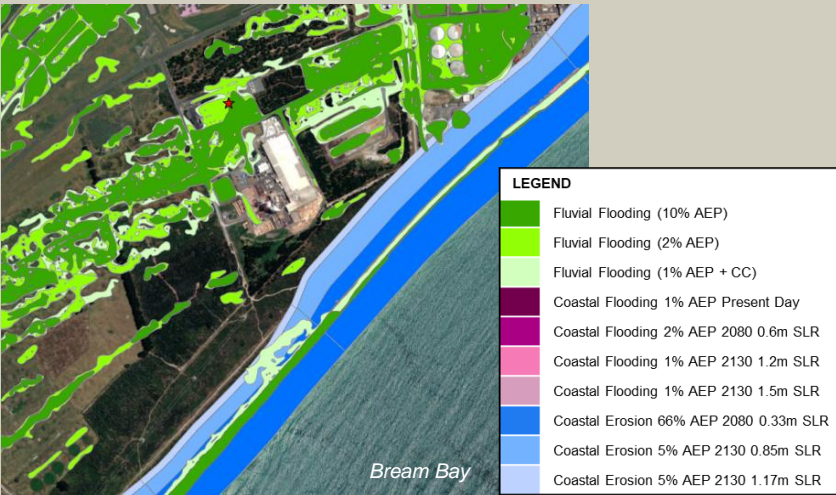 LEGEND
Fluvial Flooding (10% AEP)
Fluvial Flooding (2% AEP)
Fluvial Flooding (1% AEP + CC)
Coastal Flooding 1% AEP Present Day
Coastal Flooding 2% AEP 2080 0.6m SLR
Coastal Flooding 1% AEP 2130 1.2m SLR
Coastal Flooding 1% AEP 2130 1.5m SLR
Coastal Erosion 66% AEP 2080 0.33m SLR
Coastal Erosion 5% AEP 2130 0.85m SLR
Coastal Erosion 5% AEP 2130 1.17m SLR
Bream Bay